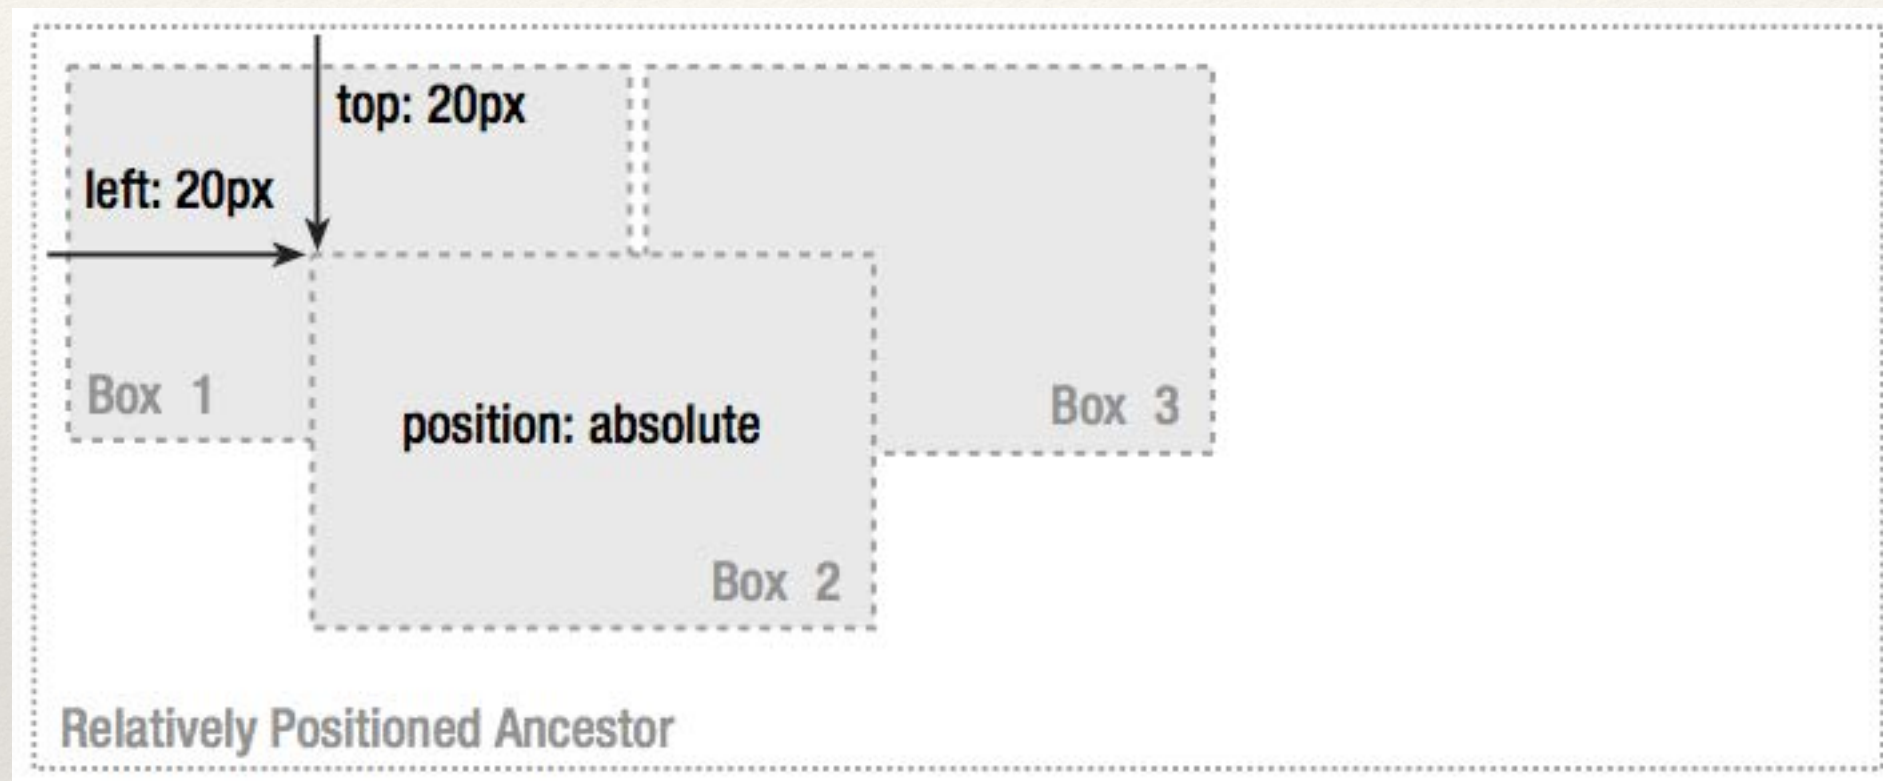 top: 20px
left: 20px
Box 1
Box 3
position: absolute
Box 2
Relatively Positioned Ancestor